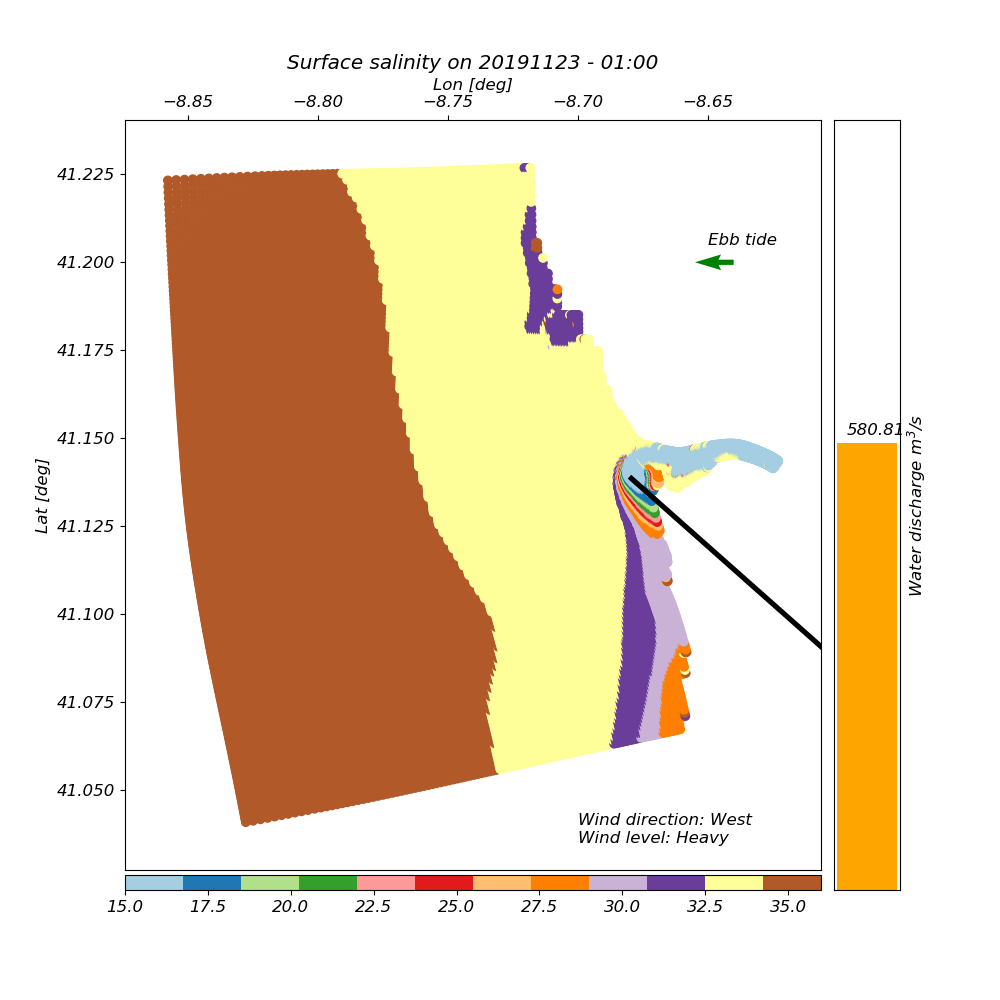 Surface salinity on 20191123 - 01:00
Lon [deg]
−8.85 −8.80 −8.75 −8.70 −8.65
41.225
41.200
41.175
41.150
41.125
41.100
41.075
41.050
Lat [deg]
Ebb tide
580.81
Water discharge m³/s
Wind direction: West
Wind level: Heavy
15.0 17.5 20.0 22.5 25.0 27.5 30.0 32.5 35.0